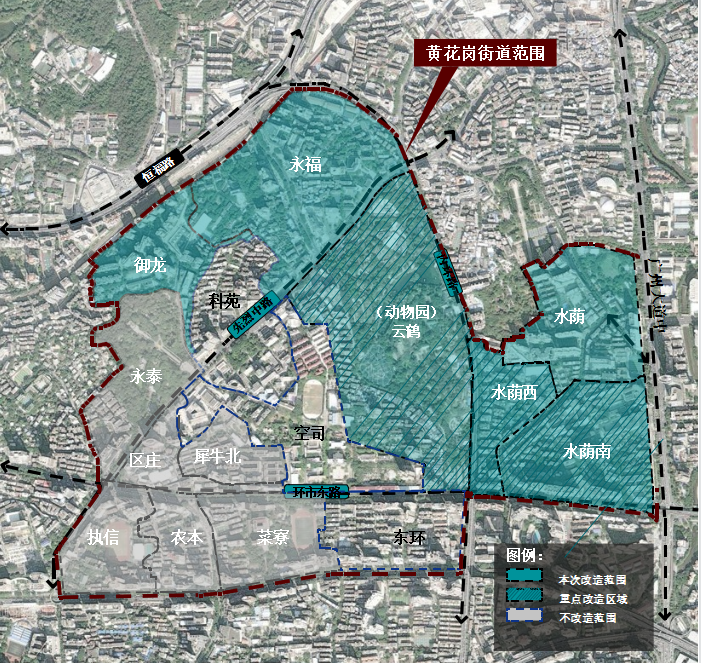 黄花岗街道范围
永福
恒福路
御龙
科苑
先烈中路
（动物园）
云鹤
水荫
永泰
水荫西
空司
水荫南
区庄
犀牛北
环市东路
执信
农本
菜寮
东环
图例：
本次改造范围
重点改造区域
不改造范围